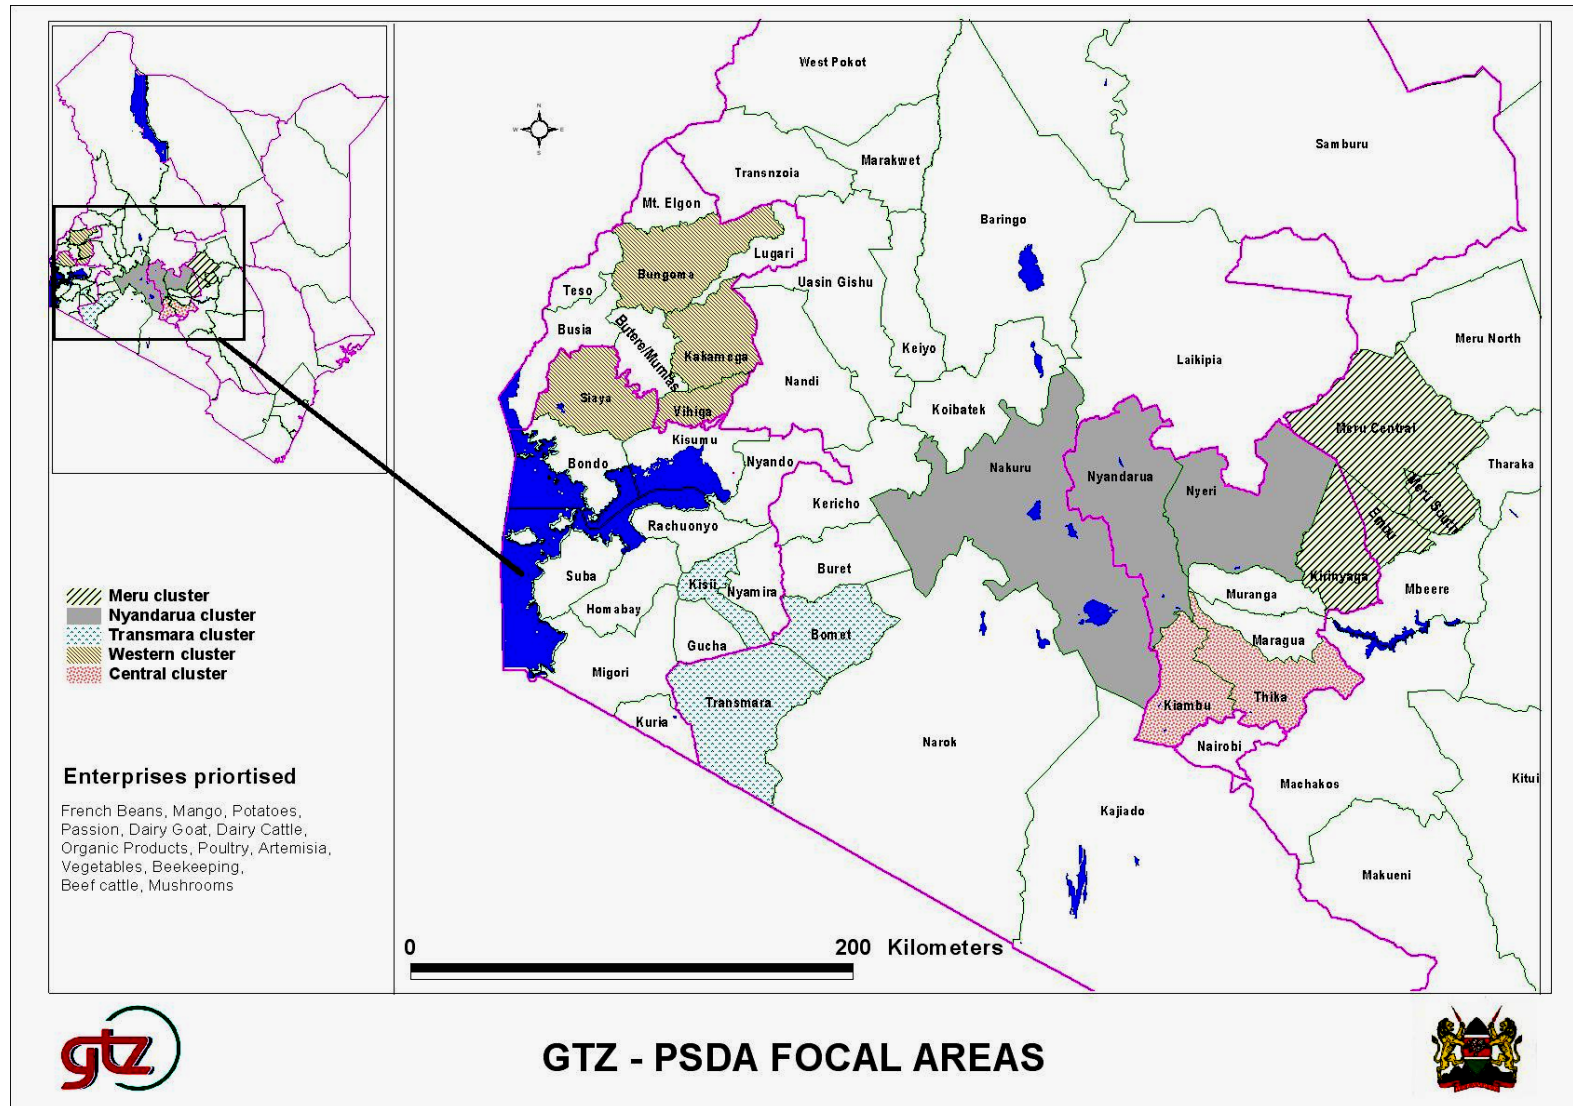 West Pokot
Samburu
Marakwet
Transnzoia
Mt. Elgon
Baringo
Lugari
Bungoma
Uasin Gishu
Teso
Busia
Butere/Mumias
Keiyo
Meru North
Kakamega
Laikipia
Nandi
Siaya
Vihiga
Koibatek
Meru Central
Kisumu
Bondo
Nyando
Nakuru
Nyandarua
Nyeri
Tharaka
Meru South
Kericho
Embu
Rachuonyo
Suba
Kisii
Nyamira
Buret
Kirinyaga
Mbeere
Muranga
Homabay
Bomet
Maragua
Gucha
Migori
Transmara
Kiambu
Thika
Kuria
Narok
Nairobi
Machakos
Kitui
Kajiado
Makueni
N
W
E
S
Meru cluster
Nyandarua cluster
Transmara cluster
Western cluster
Central cluster
Enterprises priortised
French Beans, Mango, Potatoes,
Passion, Dairy Goat, Dairy Cattle,
Organic Products, Poultry, Artemisia,
Vegetables, Beekeeping,
Beef cattle, Mushrooms
0 200 Kilometers
gtz
GTZ - PSDA FOCAL AREAS